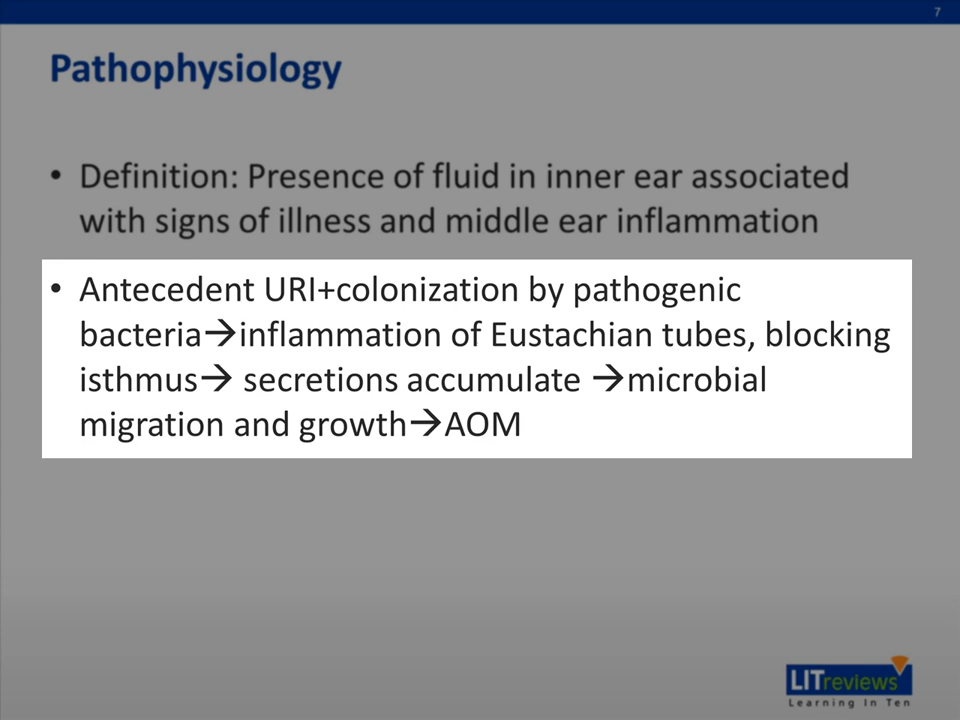 7
Pathophysiology
• Definition: Presence of fluid in inner ear associated
with signs of illness and middle ear inflammation
• Antecedent URI+colonization by pathogenic
bacteria→inflammation of Eustachian tubes, blocking
isthmus→ secretions accumulate →microbial
migration and growth→AOM
LITreviews
Learning In Ten